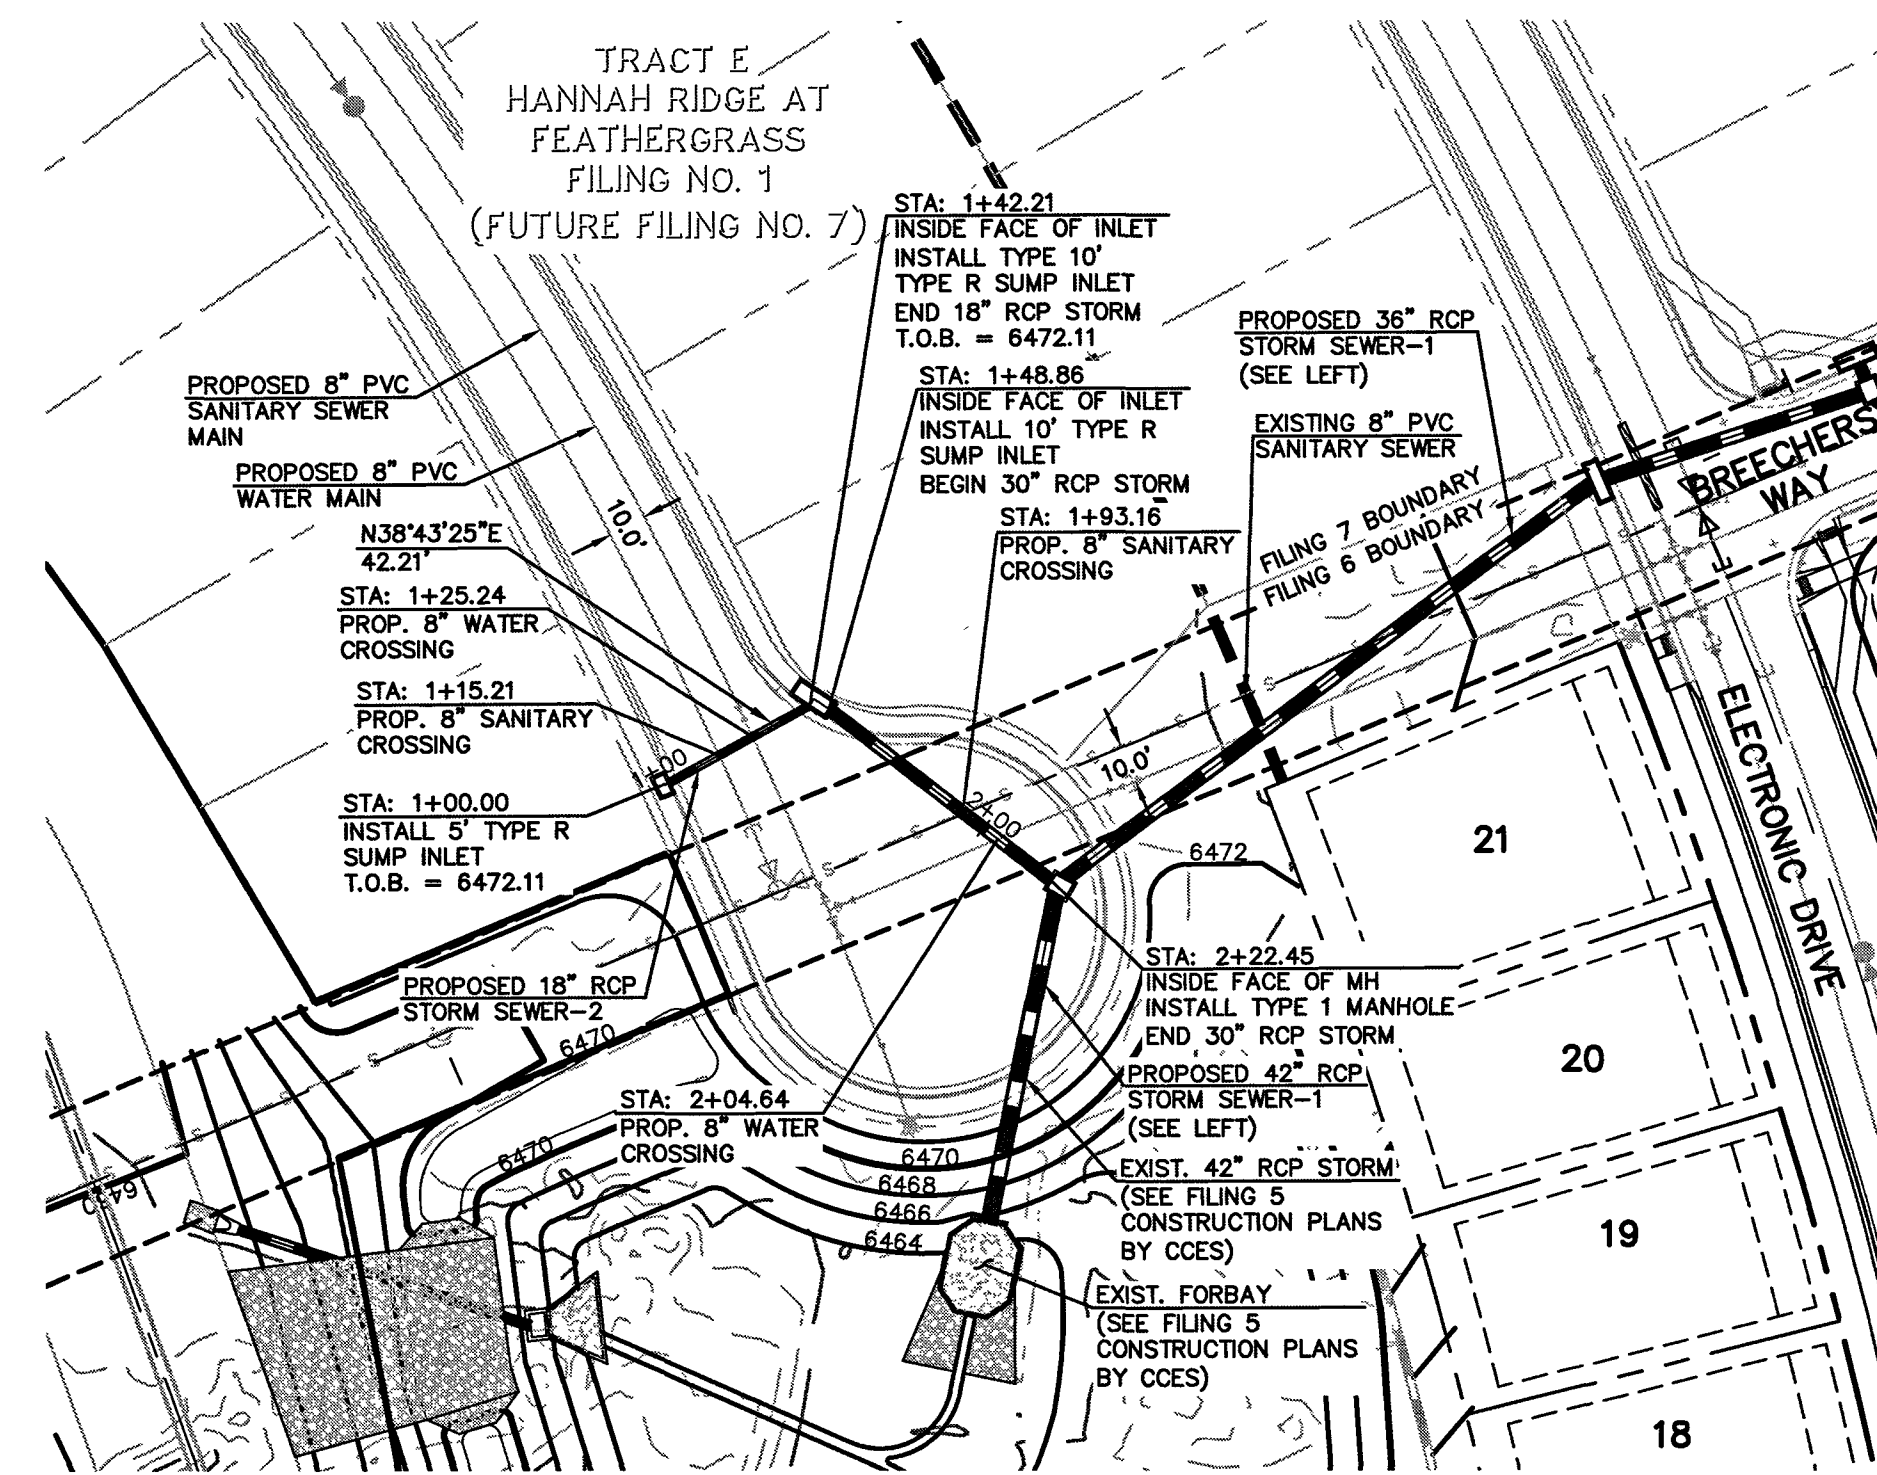 TRACT E
HANNAH RIDGE AT
FEATHERGRASS
FILING NO. 1
(FUTURE FILING NO. 7)
STA: 1+42.21
INSIDE FACE OF INLET
INSTALL TYPE 10'
TYPE R SUMP INLET
END 18" RCP STORM
T.O.B. = 6472.11
STA: 1+48.86
INSIDE FACE OF INLET
INSTALL 10' TYPE R
SUMP INLET
BEGIN 30" RCP STORM
STA: 1+93.16
PROP. 8" SANITARY
CROSSING
PROPOSED 36" RCP
STORM SEWER-1
(SEE LEFT)
EXISTING 8" PVC
SANITARY SEWER
PROPOSED 8" PVC
SANITARY SEWER
MAIN
PROPOSED 8" PVC
WATER MAIN
10.0'
N38°43'25"E
42.21'
STA: 1+25.24
PROP. 8" WATER
CROSSING
STA: 1+15.21
PROP. 8" SANITARY
CROSSING
STA: 1+00.00
INSTALL 5' TYPE R
SUMP INLET
T.O.B. = 6472.11
1+00
2+00
10.0'
FILING 7 BOUNDARY
FILING 6 BOUNDARY
BREECHERS
WAY
ELECTRONIC DRIVE
6472
21
20
19
18
PROPOSED 18" RCP
STORM SEWER-2
6470
STA: 2+04.64
PROP. 8" WATER
CROSSING
6470
STA: 2+22.45
INSIDE FACE OF MH
INSTALL TYPE 1 MANHOLE
END 30" RCP STORM
PROPOSED 42" RCP
STORM SEWER-1
(SEE LEFT)
EXIST. 42" RCP STORM
(SEE FILING 5
CONSTRUCTION PLANS
BY CCES)
EXIST. FORBAY
(SEE FILING 5
CONSTRUCTION PLANS
BY CCES)
6470
6468
6466
6464